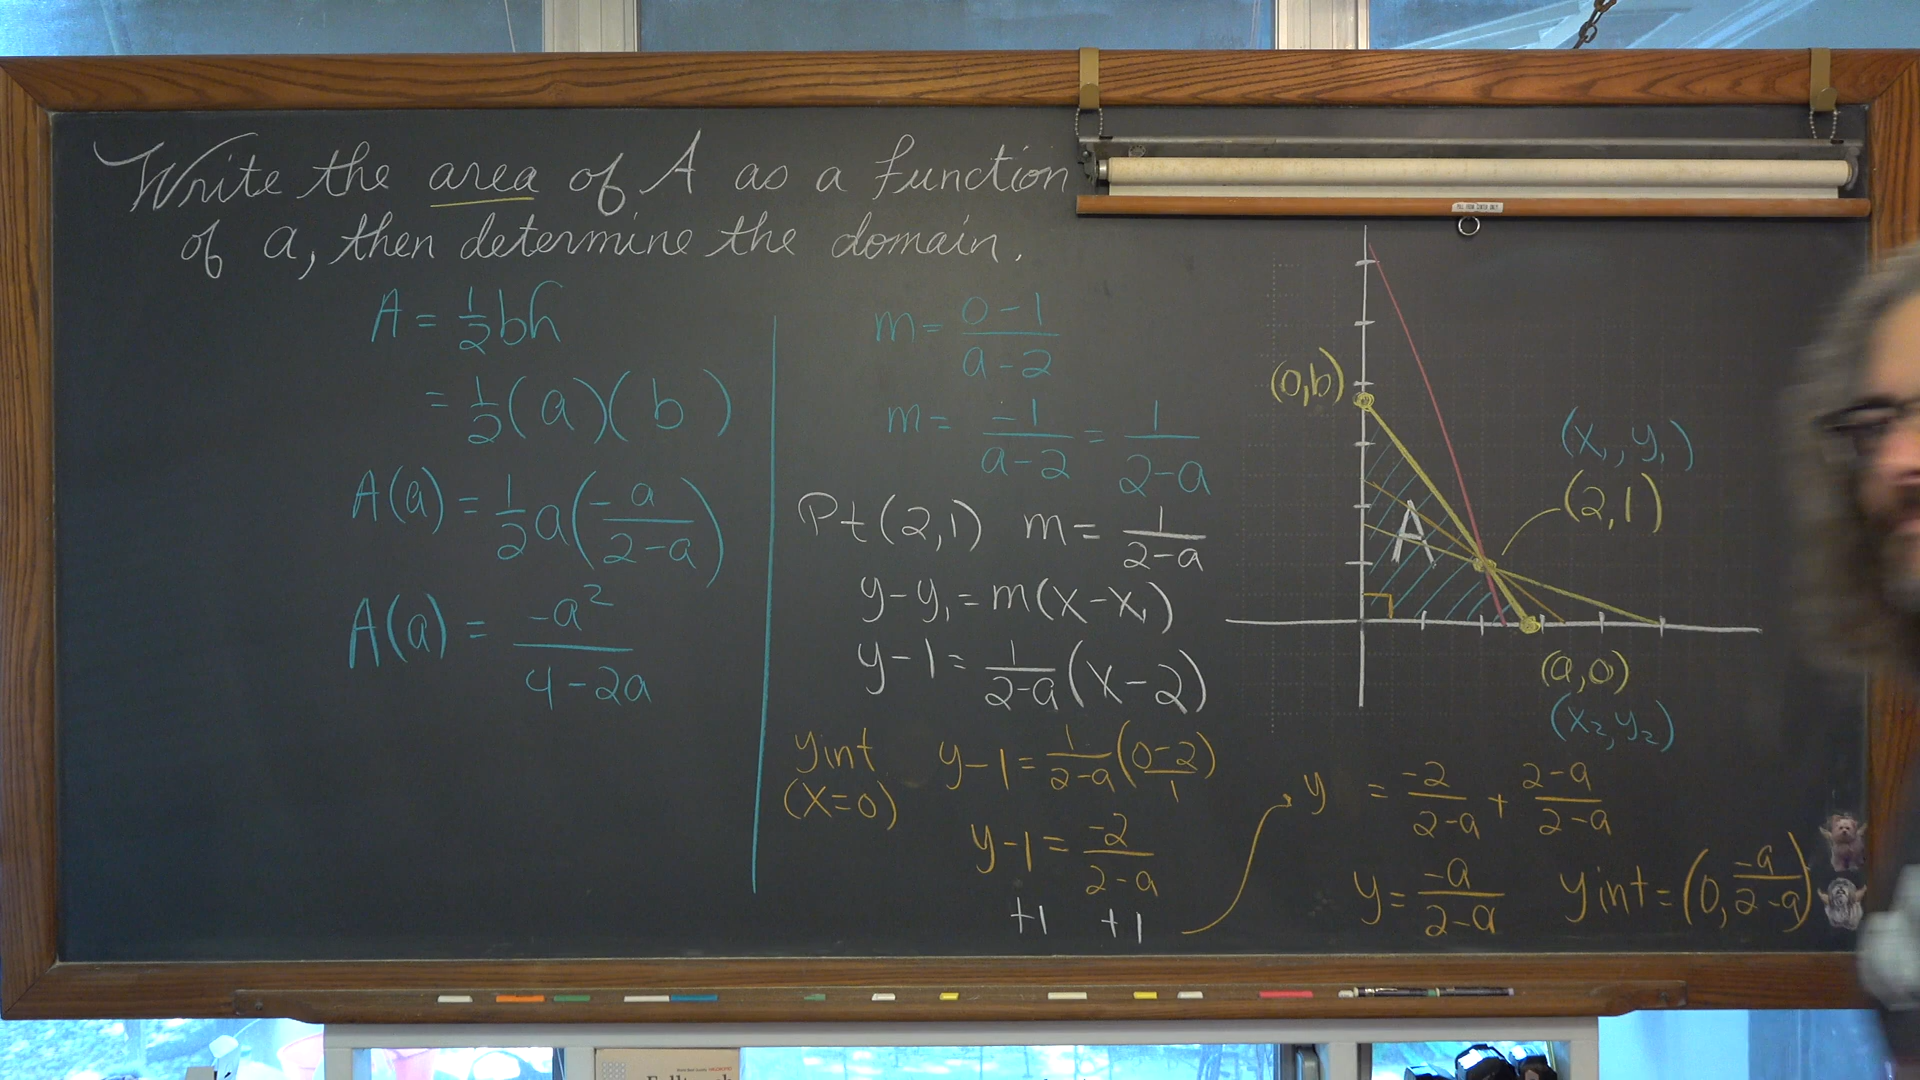 Write the area of A as a function
of a, then determine the domain.
A = 1/2 bh
= 1/2 (a)(b)
A(a) = 1/2 a(-a/(2-a))
A(a) = -a²/(4-2a)
m = (0-1)/(a-2)
m = -1/(a-2) = 1/(2-a)
Pt (2,1) m = 1/(2-a)
y-y₁ = m(x-x₁)
y-1 = 1/(2-a) (x-2)
yint
(x=0)
y-1 = 1/(2-a) ((0-2)/1)
y-1 = -2/(2-a)
+1 +1
(0,b)
A
(x₁, y₁)
(2,1)
(a,0)
(x₂,y₂)
y = -2/(2-a) + (2-a)/(2-a)
y = -a/(2-a)
yint = (0, -a/(2-a))